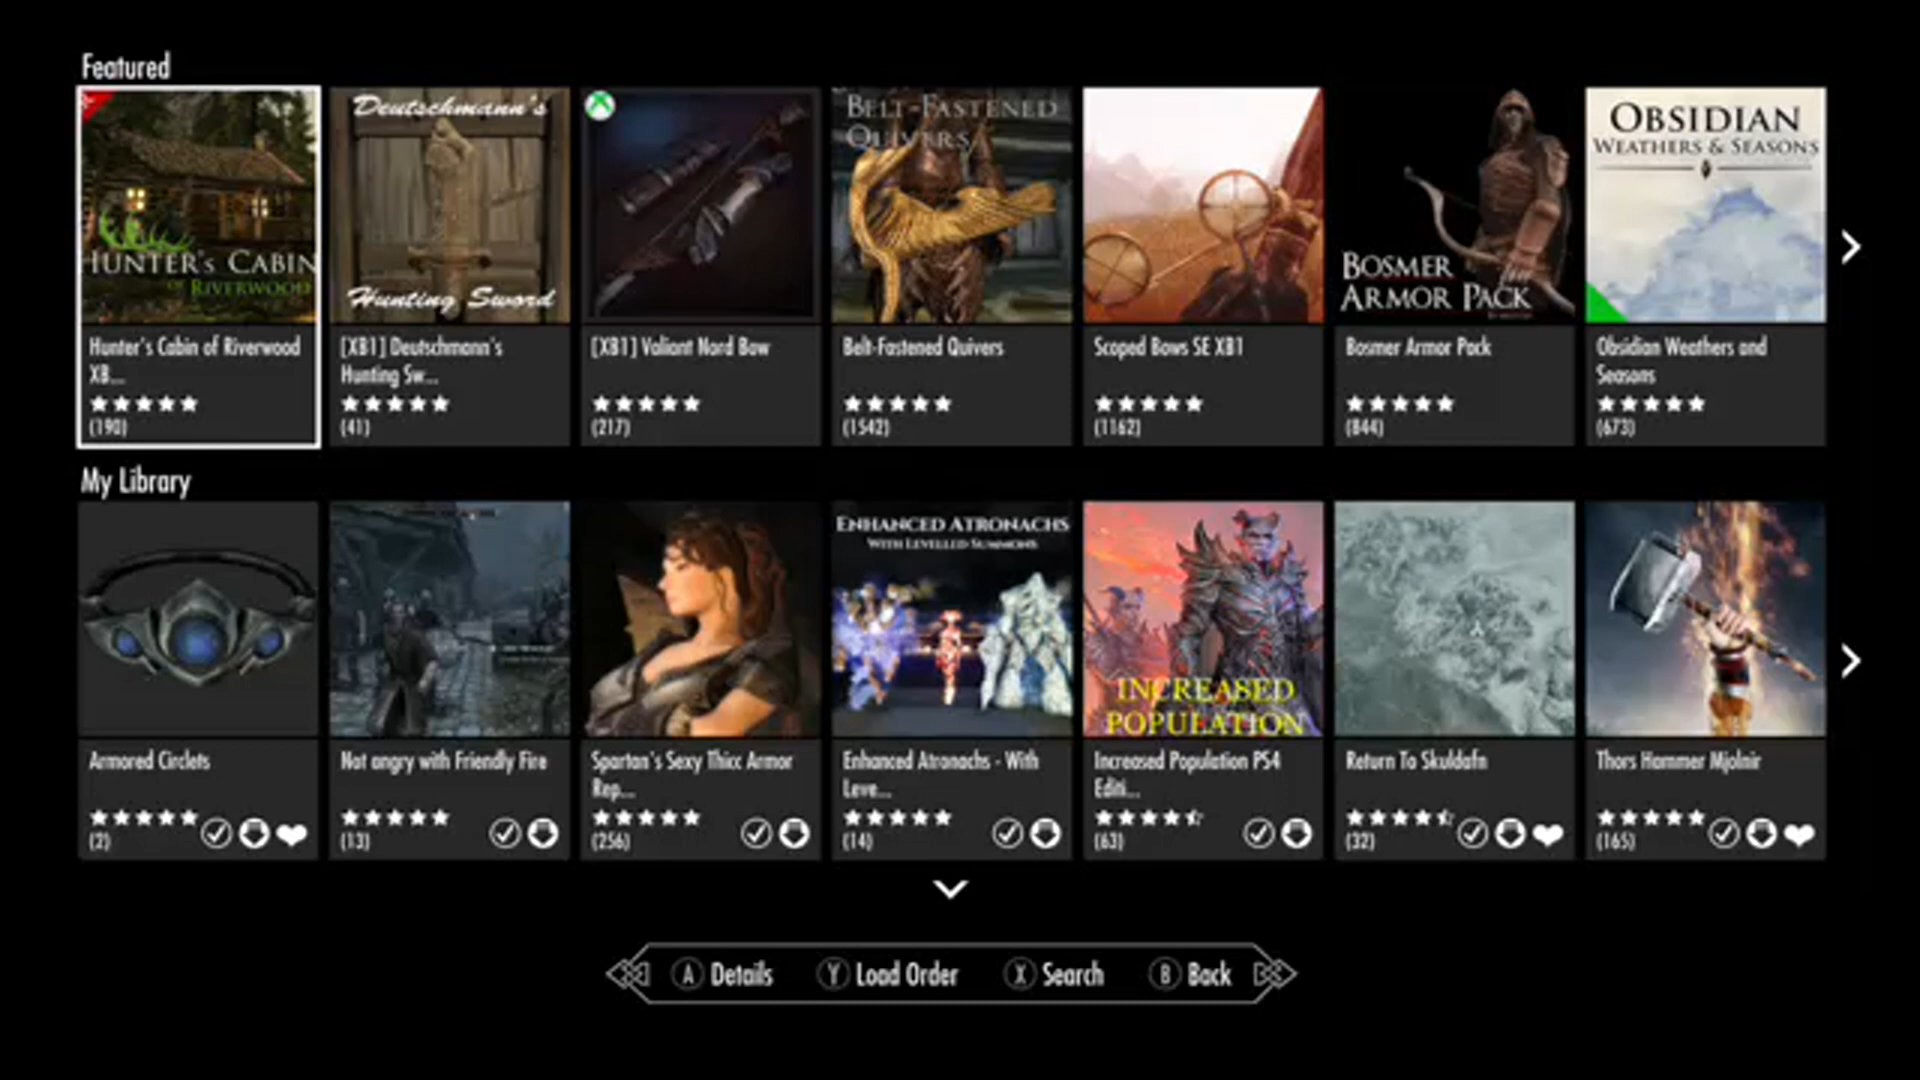 Featured
HUNTER'S CABIN
OF RIVERWOOD
Deutschmann's
Hunting Sword
BELT-FASTENED
QUIVERS
BOSMER
ARMOR PACK
OBSIDIAN
WEATHERS & SEASONS
Hunter's Cabin of Riverwood
XB...
(190)
[XB1] Deutschmann's
Hunting Sw...
(41)
[XB1] Valiant Nord Bow
(217)
Belt-Fastened Quivers
(1542)
Scoped Bows SE XB1
(1162)
Bosmer Armor Pack
(844)
Obsidian Weathers and
Seasons
(673)
My Library
ENHANCED ATRONACHS
WITH LEVELLED SUMMONS
INCREASED
POPULATION
Armored Circlets
(2)
Not angry with Friendly Fire
(13)
Spartan's Sexy Thicc Armor
Rep...
(256)
Enhanced Atronachs - With
Leve...
(14)
Increased Population PS4
Editi...
(63)
Return To Skuldafn
(32)
Thors Hammer Mjolnir
(165)
A Details Y Load Order X Search B Back